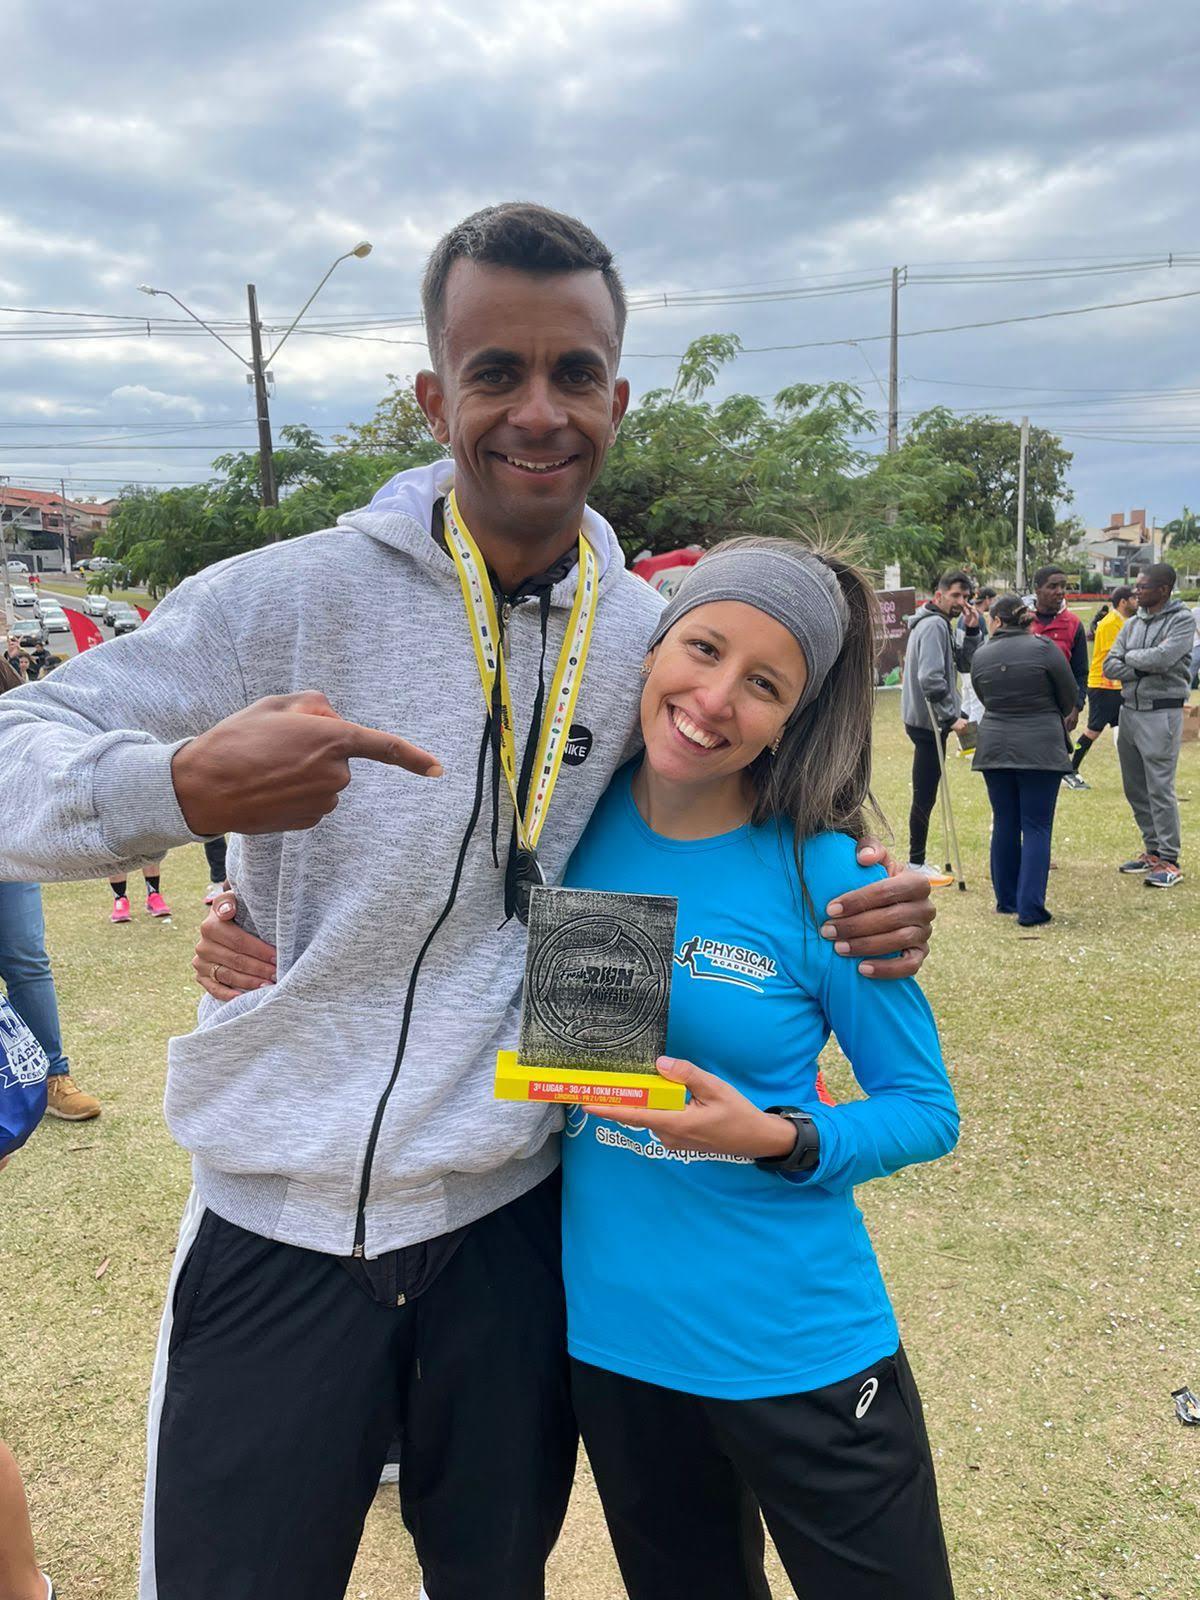 NIKE
PHYSICAL
ACADEMIA
Fresh RUN
Muffato
3º LUGAR - 30/34 10KM FEMININO
LONDRINA - PR 21/08/2022
Sistema de Aquecimen